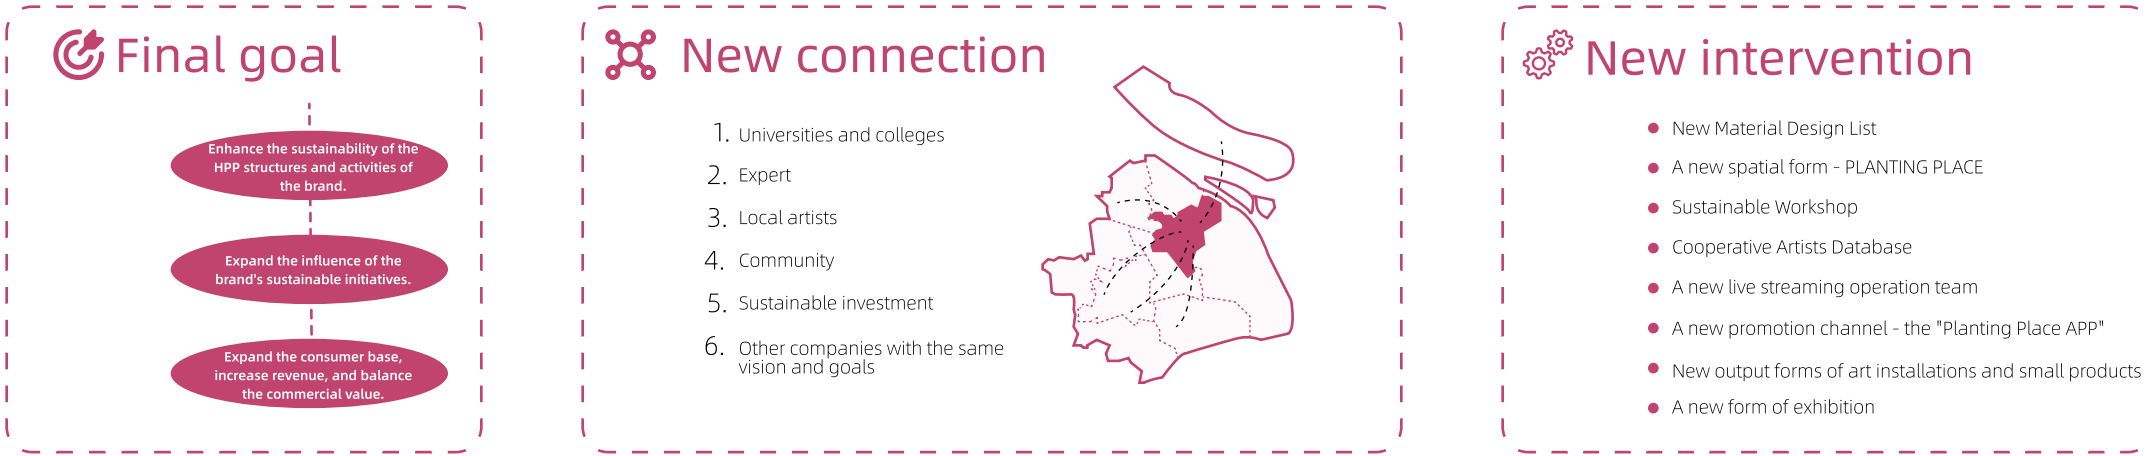 Final goal
Enhance the sustainability of the
HPP structures and activities of
the brand.
Expand the influence of the
brand's sustainable initiatives.
Expand the consumer base,
increase revenue, and balance
the commercial value.
New connection
1. Universities and colleges
2. Expert
3. Local artists
4. Community
5. Sustainable investment
6. Other companies with the same
vision and goals
New intervention
New Material Design List
A new spatial form - PLANTING PLACE
Sustainable Workshop
Cooperative Artists Database
A new live streaming operation team
A new promotion channel - the "Planting Place APP"
New output forms of art installations and small products
A new form of exhibition